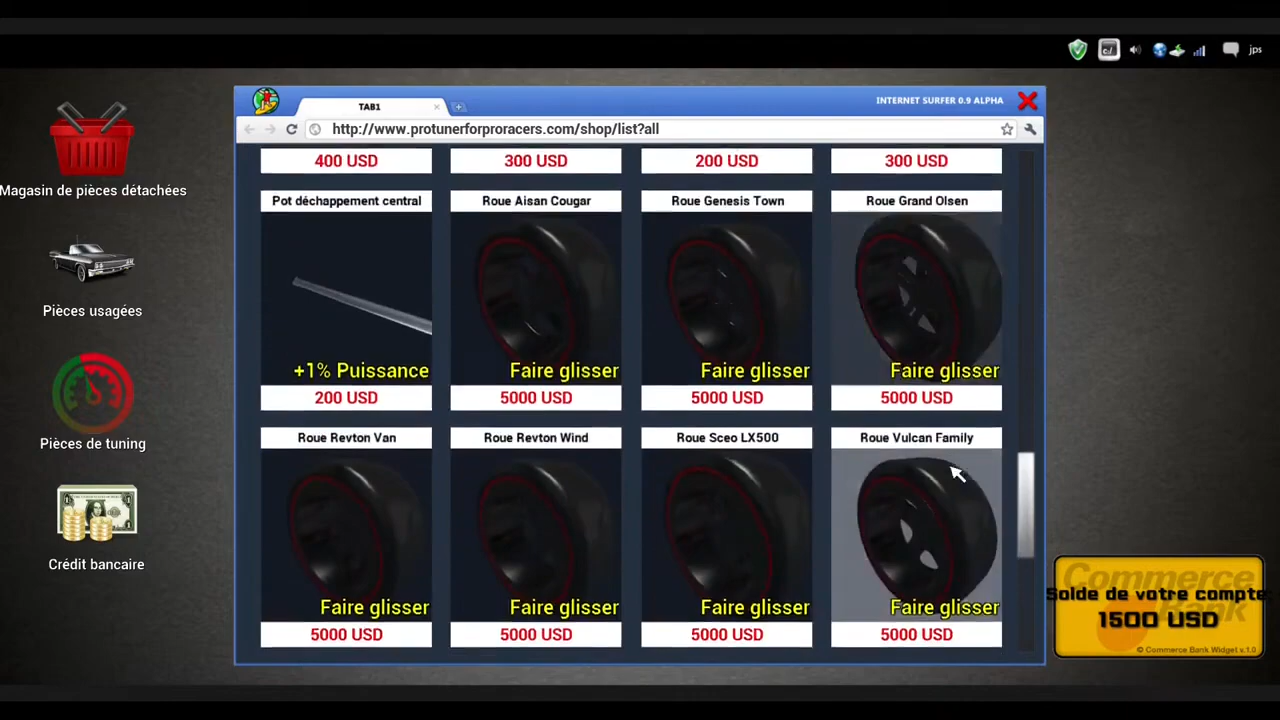 jps
TAB1
INTERNET SURFER 0.9 ALPHA
http://www.protunerforproracers.com/shop/list?all
Magasin de pièces détachées
Pièces usagées
Pièces de tuning
Crédit bancaire
400 USD
300 USD
200 USD
300 USD
Pot déchappement central
Roue Aisan Cougar
Roue Genesis Town
Roue Grand Olsen
+1% Puissance
Faire glisser
Faire glisser
Faire glisser
200 USD
5000 USD
5000 USD
5000 USD
Roue Revton Van
Roue Revton Wind
Roue Sceo LX500
Roue Vulcan Family
Faire glisser
Faire glisser
Faire glisser
Faire glisser
5000 USD
5000 USD
5000 USD
5000 USD
Commerce Bank
Solde de votre compte:
1500 USD
© Commerce Bank Widget v.1.0